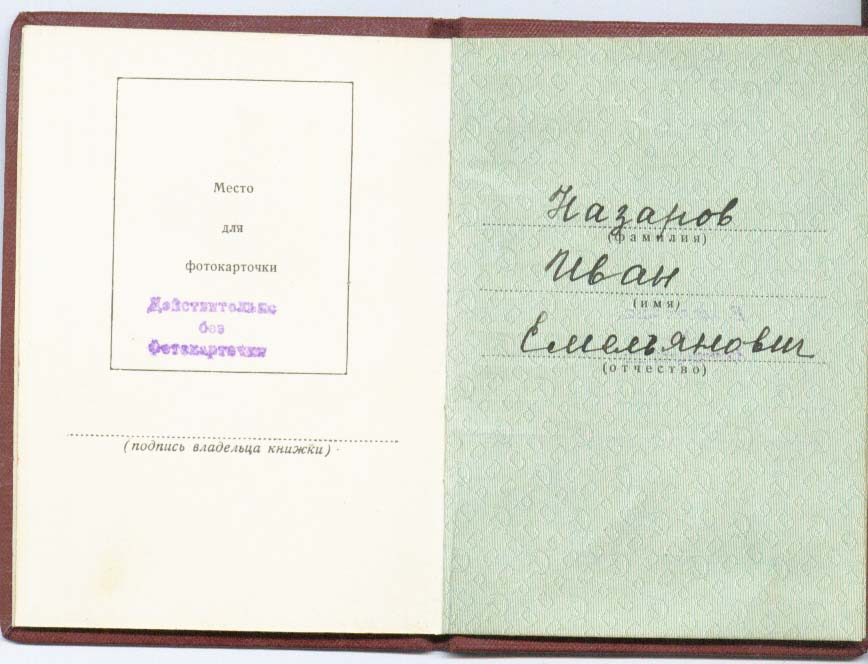 Место
для
фотокарточки
Действительно
без
Фотокарточки
(подпись владельца книжки)
Назаров
(фамилия)
Иван
(имя)
Емельянович
(отчество)